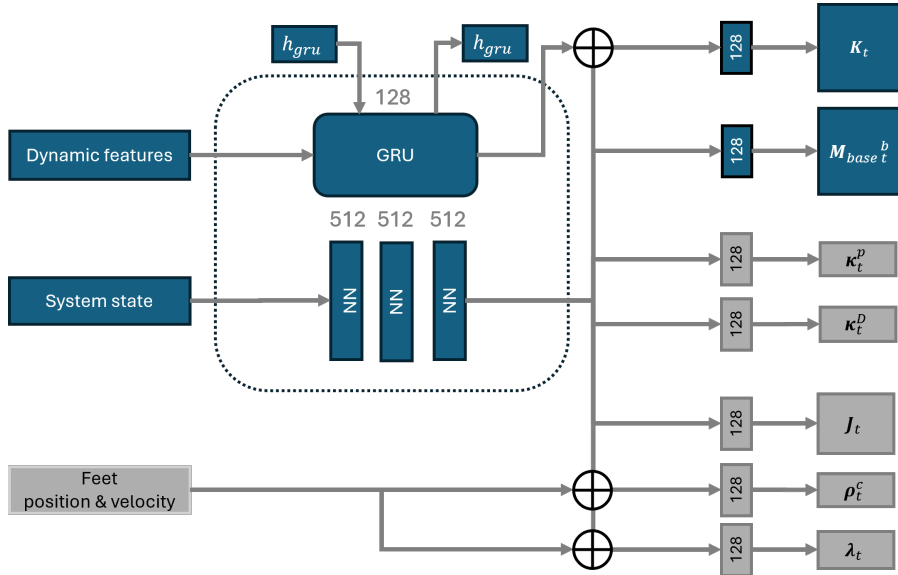 h_gru
h_gru
128
K_t
128
Dynamic features
GRU
128
M_base t^b
512 512 512
128
κ_t^p
System state
NN
NN
NN
128
κ_t^D
128
J_t
Feet
position & velocity
128
ρ_t^c
128
λ_t